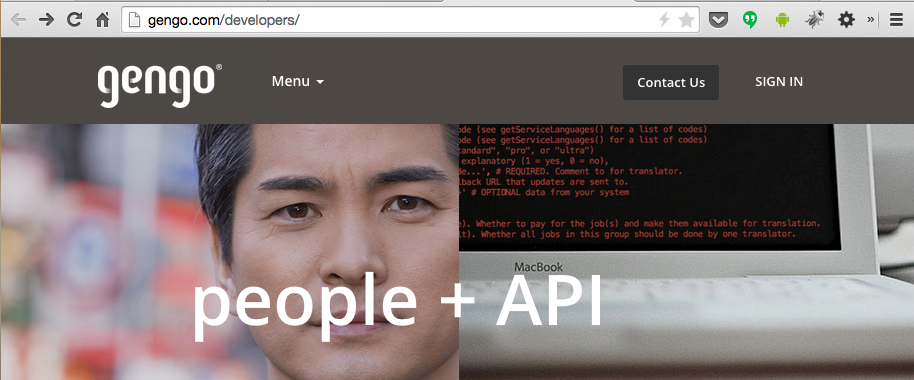 gengo.com/developers/
gengo®
Menu
Contact Us
SIGN IN
ode (see getServiceLanguages() for a list of codes)
ode (see getServiceLanguages() for a list of codes)
andard", "pro", or "ultra")
explanatory (1 = yes, 0 = no),
de...', # REQUIRED. Comment to for translator.
lback URL that updates are sent to.
' # OPTIONAL data from your system
e). Whether to pay for the job(s) and make them available for translation.
lt). Whether all jobs in this group should be done by one translator.
MacBook
people + API